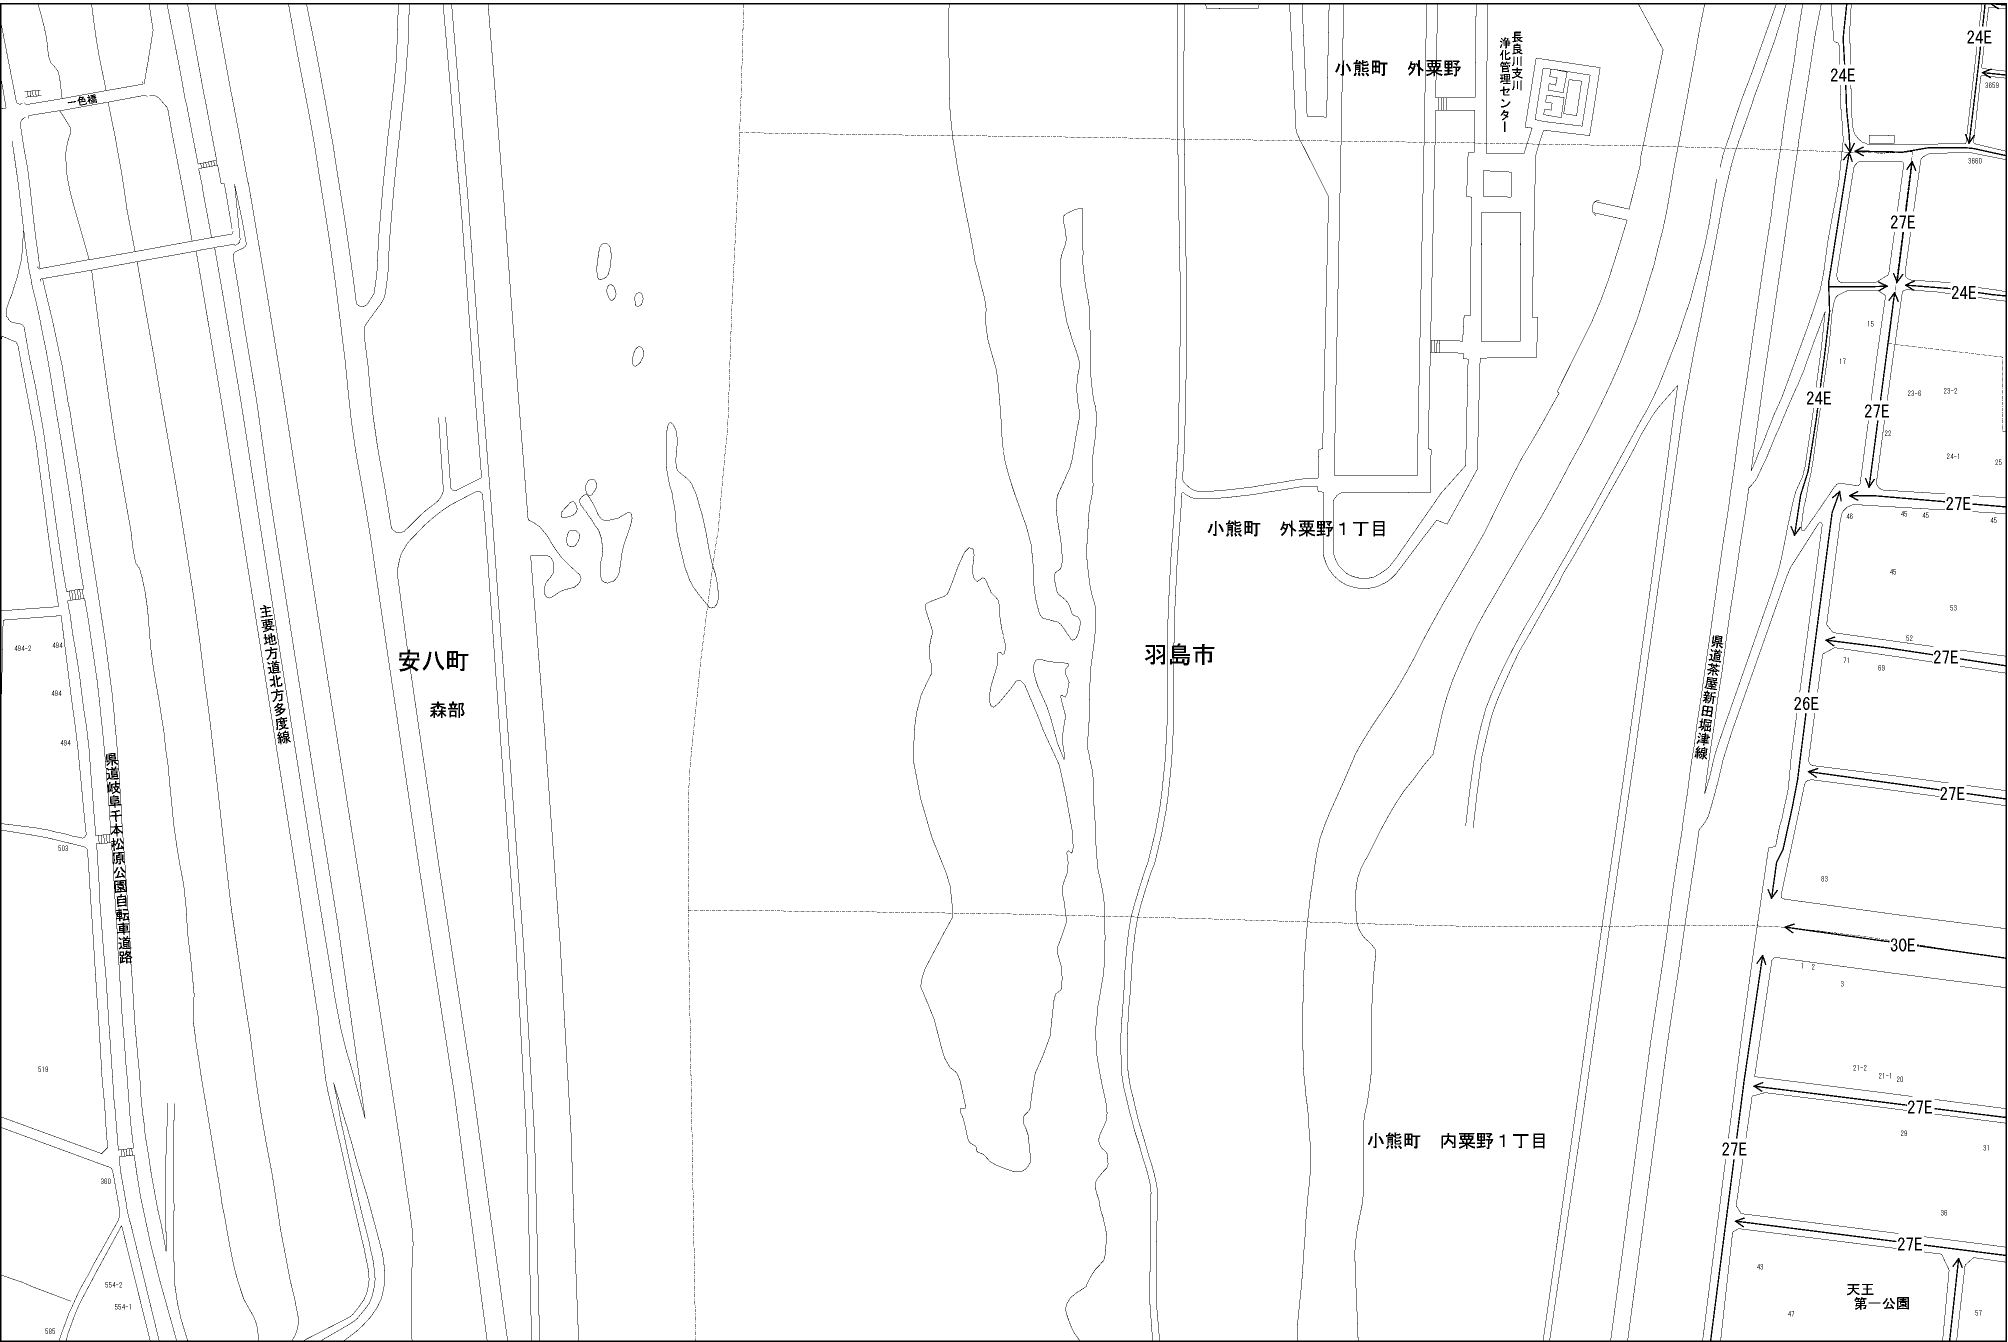 24E
24E
長良川支川
浄化管理センター
小熊町　外粟野
3659
一色橋
3660
27E
24E
15
17
23-6
23-2
24E
27E
22
24-1
25
27E
46
45
45
45
小熊町　外粟野１丁目
45
53
52
27E
主要地方道北方多度線
県道茶屋新田堀津線
494-2
494
安八町
羽島市
71
69
494
森部
26E
494
県道岐阜千本松原公園自転車道路
27E
503
83
30E
1
2
3
519
21-2
21-1
20
27E
29
31
小熊町　内粟野１丁目
27E
360
36
27E
43
554-2
天王
第一公園
554-1
47
57
585